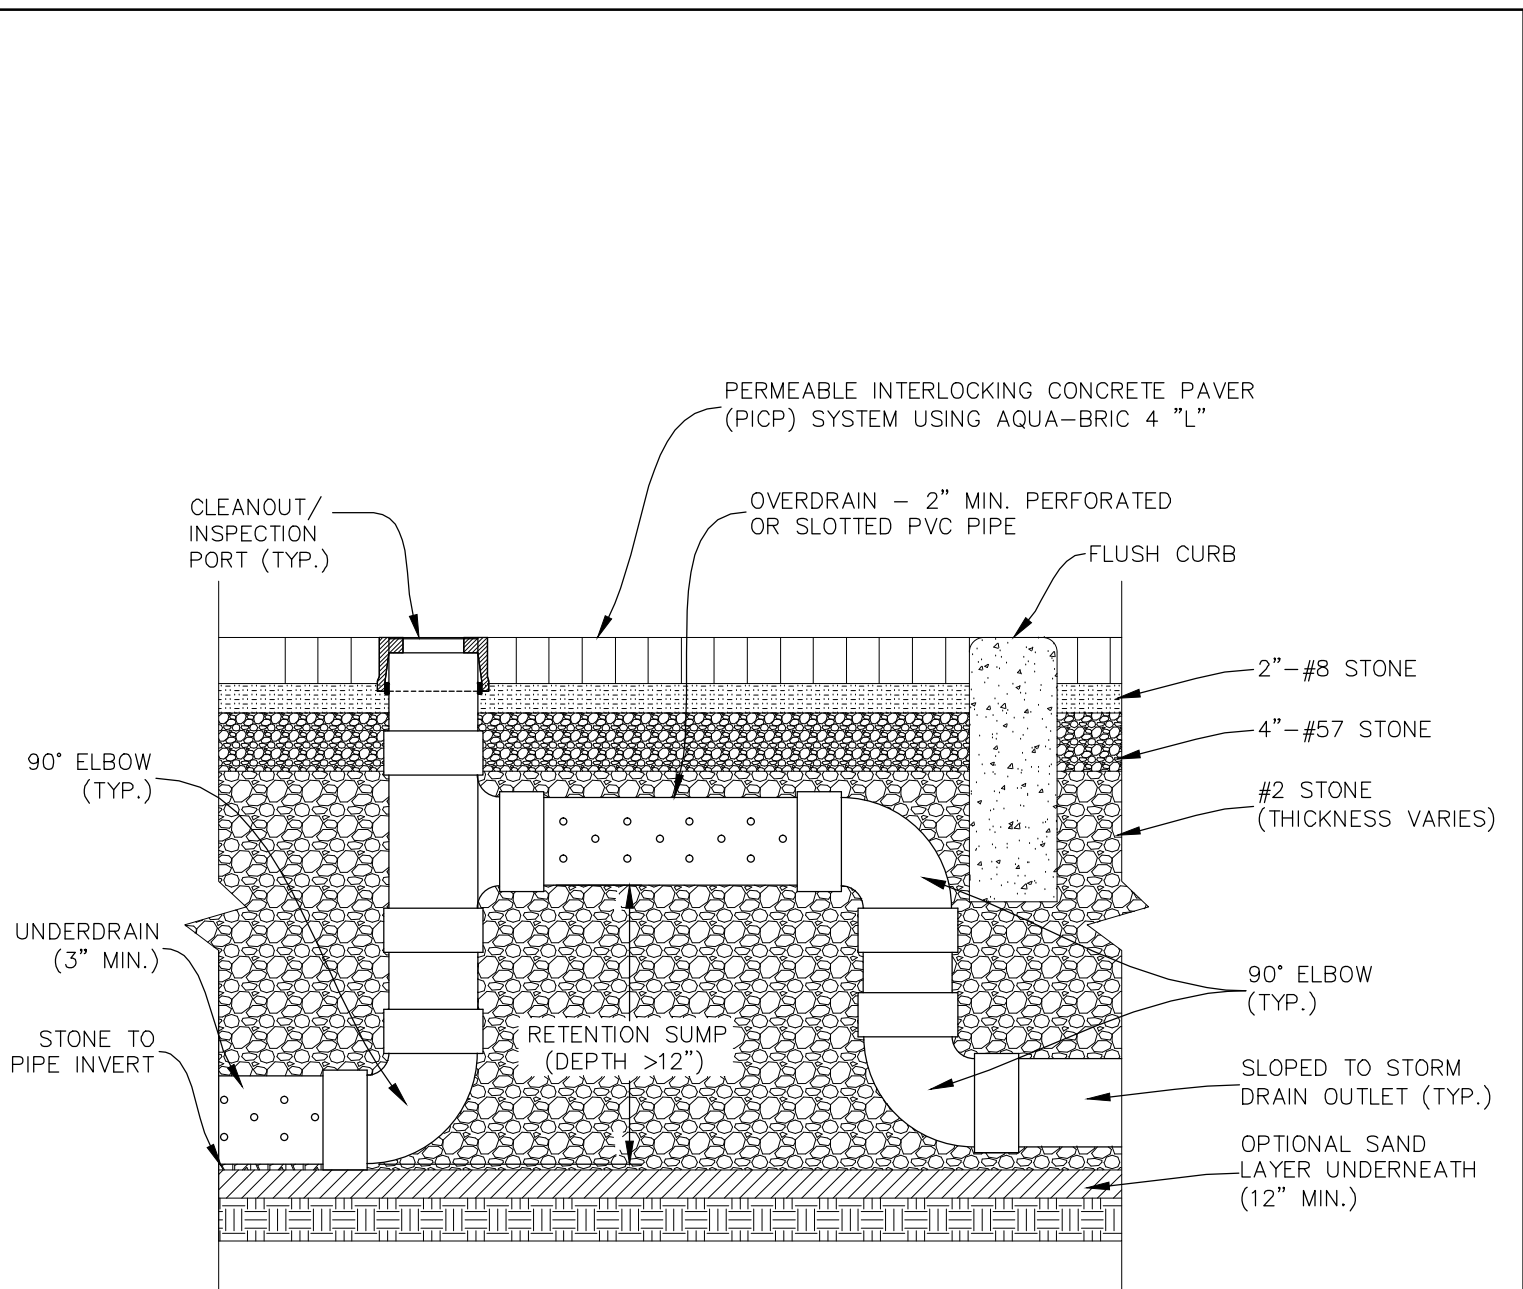 PERMEABLE INTERLOCKING CONCRETE PAVER
(PICP) SYSTEM USING AQUA–BRIC 4 ”L”
CLEANOUT/
INSPECTION
PORT (TYP.)
OVERDRAIN – 2” MIN. PERFORATED
OR SLOTTED PVC PIPE
FLUSH CURB
2”–#8 STONE
4”–#57 STONE
#2 STONE
(THICKNESS VARIES)
90° ELBOW
(TYP.)
UNDERDRAIN
(3” MIN.)
STONE TO
PIPE INVERT
RETENTION SUMP
(DEPTH >12”)
90° ELBOW
(TYP.)
SLOPED TO STORM
DRAIN OUTLET (TYP.)
OPTIONAL SAND
LAYER UNDERNEATH
(12” MIN.)